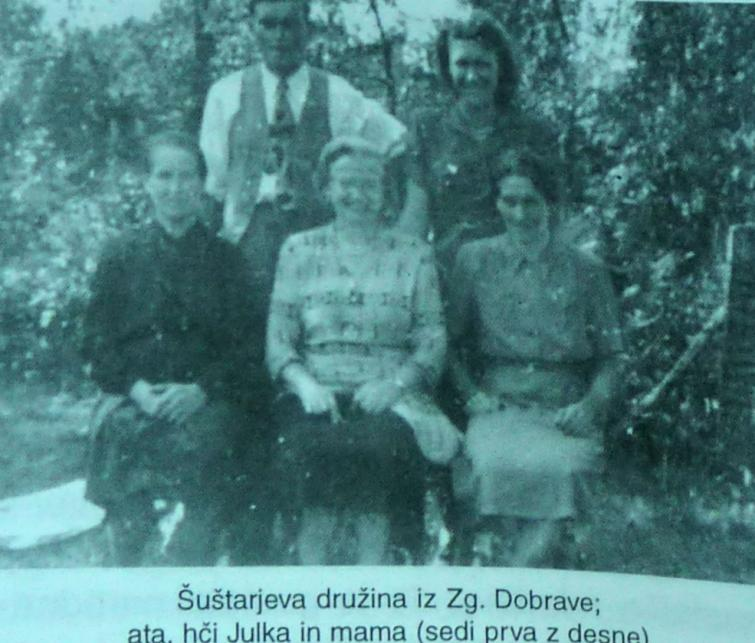 Šuštarjeva družina iz Zg. Dobrave;
ata, hči Julka in mama (sedi prva z desne)